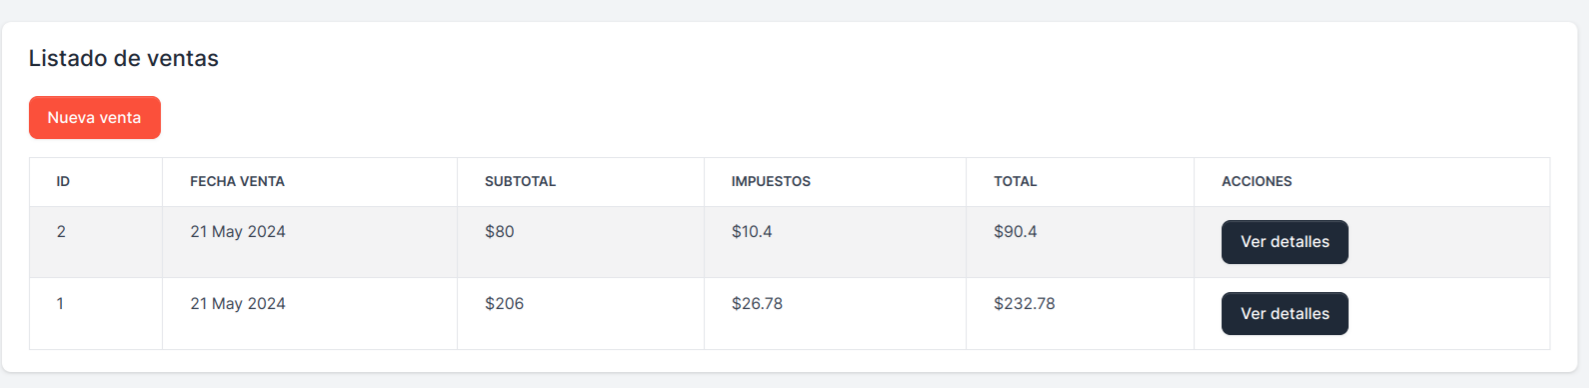 Listado de ventas
Nueva venta
ID FECHA VENTA SUBTOTAL IMPUESTOS TOTAL ACCIONES
2 21 May 2024 $80 $10.4 $90.4 Ver detalles
1 21 May 2024 $206 $26.78 $232.78 Ver detalles